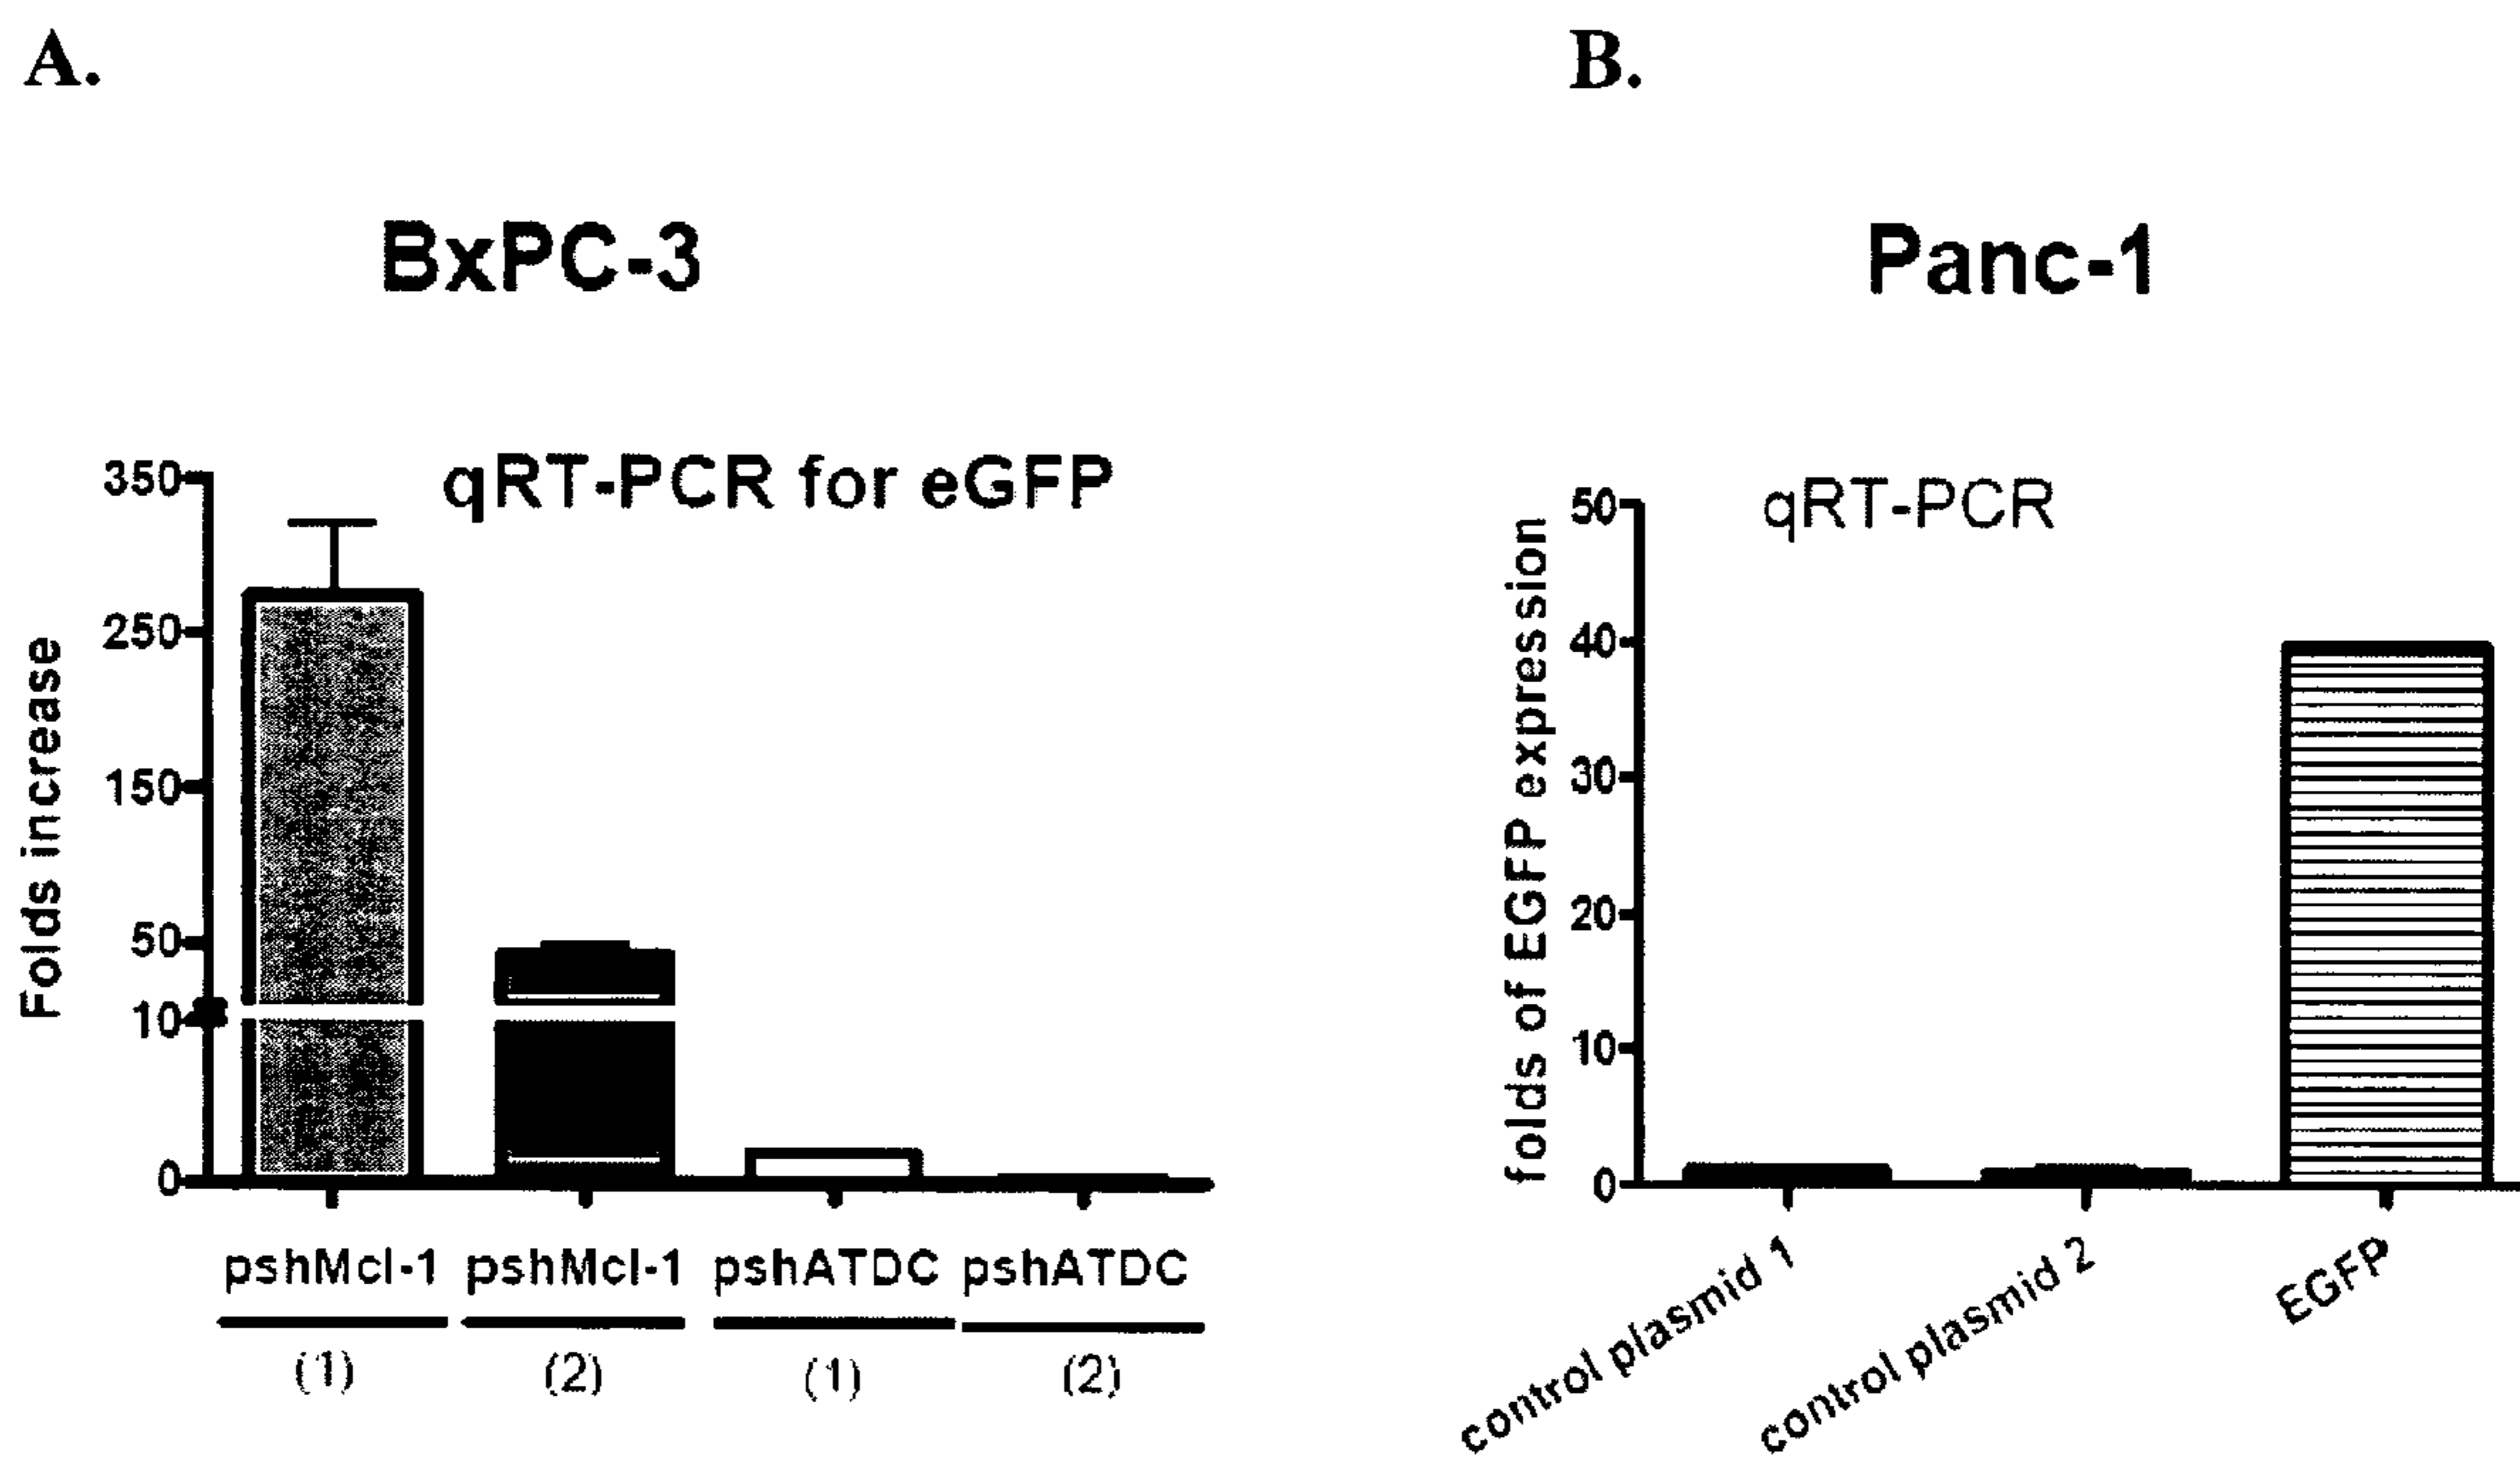 A.
B.
BxPC-3
Panc-1
qRT-PCR for eGFP
Folds increase
350
250
150
50
10
0
pshMcl-1 pshMcl-1 pshATDC pshATDC
(1) (2) (1) (2)
qRT-PCR
folds of EGFP expression
50
40
30
20
10
0
control plasmid 1
control plasmid 2
EGFP